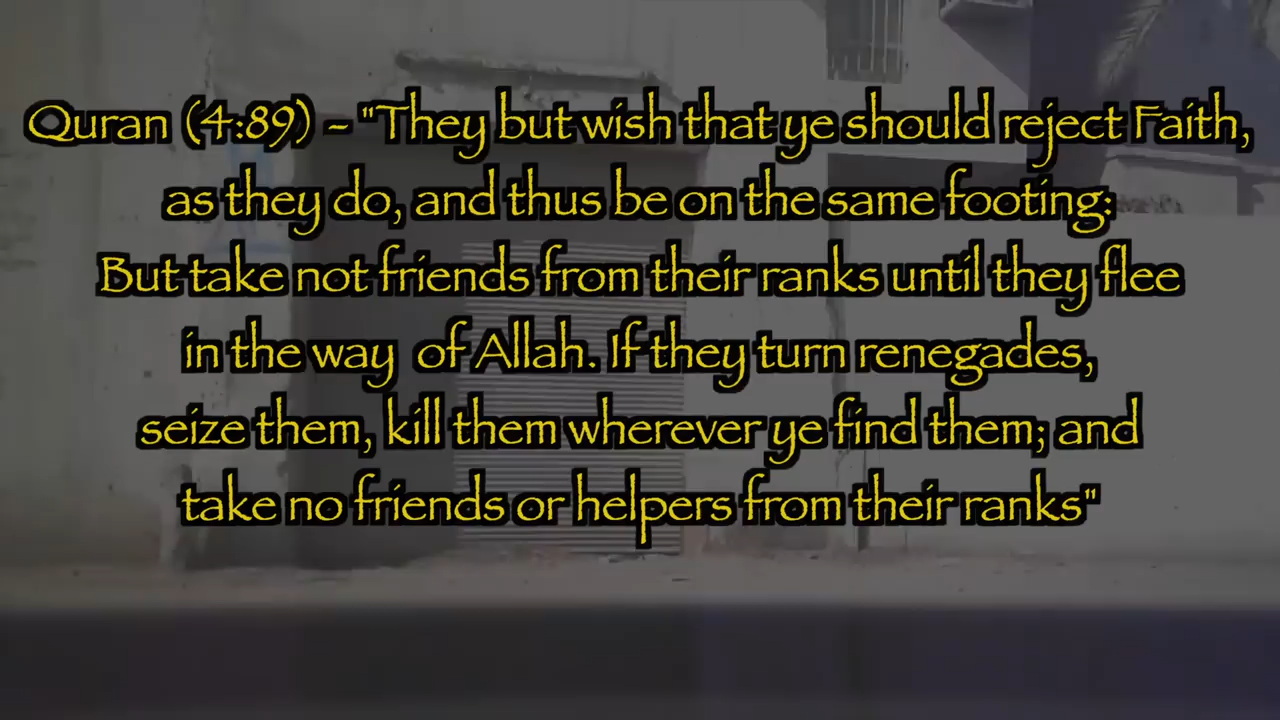 Quran (4:89) - "They but wish that ye should reject Faith,
as they do, and thus be on the same footing:
But take not friends from their ranks until they flee
in the way of Allah. If they turn renegades,
seize them, kill them wherever ye find them; and
take no friends or helpers from their ranks"